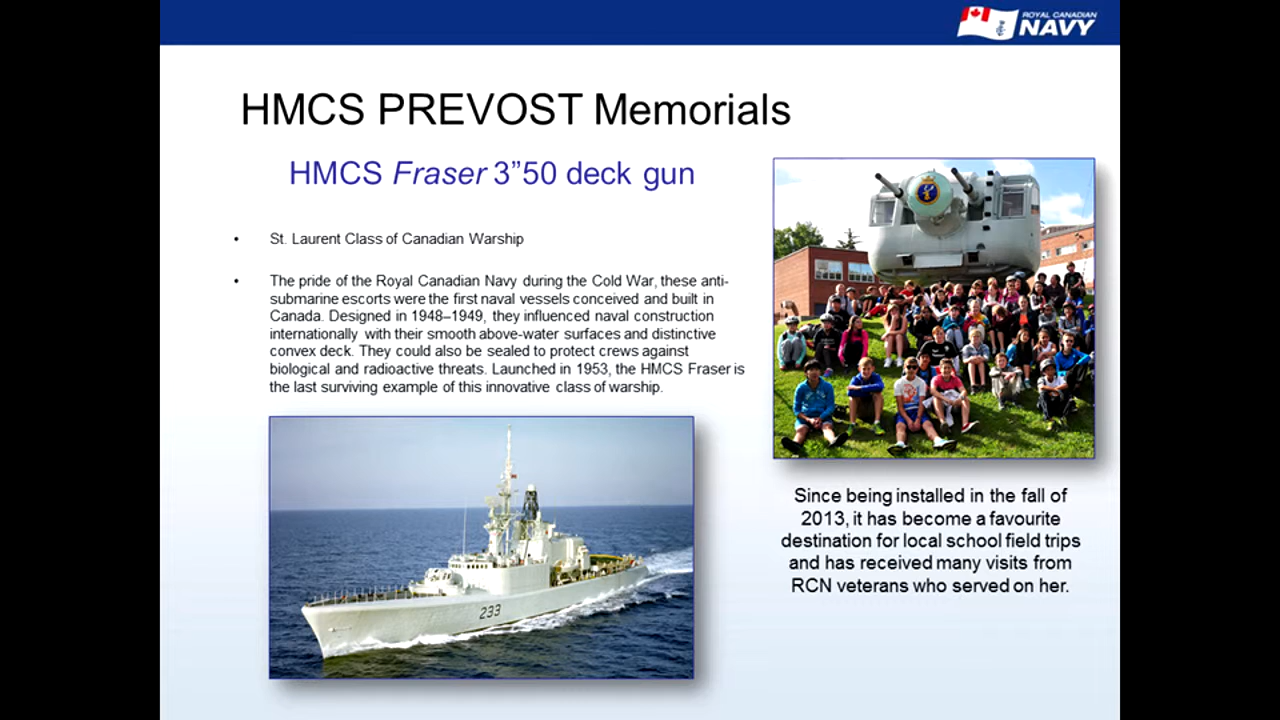 ROYAL CANADIAN
NAVY
HMCS PREVOST Memorials
HMCS Fraser 3”50 deck gun
• St. Laurent Class of Canadian Warship
• The pride of the Royal Canadian Navy during the Cold War, these anti-
submarine escorts were the first naval vessels conceived and built in
Canada. Designed in 1948–1949, they influenced naval construction
internationally with their smooth above-water surfaces and distinctive
convex deck. They could also be sealed to protect crews against
biological and radioactive threats. Launched in 1953, the HMCS Fraser is
the last surviving example of this innovative class of warship.
233
Since being installed in the fall of
2013, it has become a favourite
destination for local school field trips
and has received many visits from
RCN veterans who served on her.